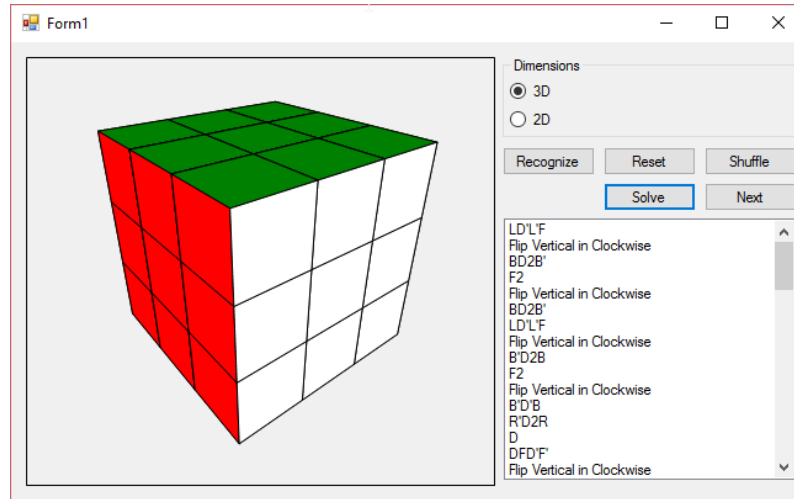 Form1
Dimensions
3D
2D
Recognize Reset Shuffle
Solve Next
LD'L'F
Flip Vertical in Clockwise
BD2B'
F2
Flip Vertical in Clockwise
BD2B'
LD'L'F
Flip Vertical in Clockwise
B'D2B
F2
Flip Vertical in Clockwise
B'D'B
R'D2R
D
DFD'F'
Flip Vertical in Clockwise